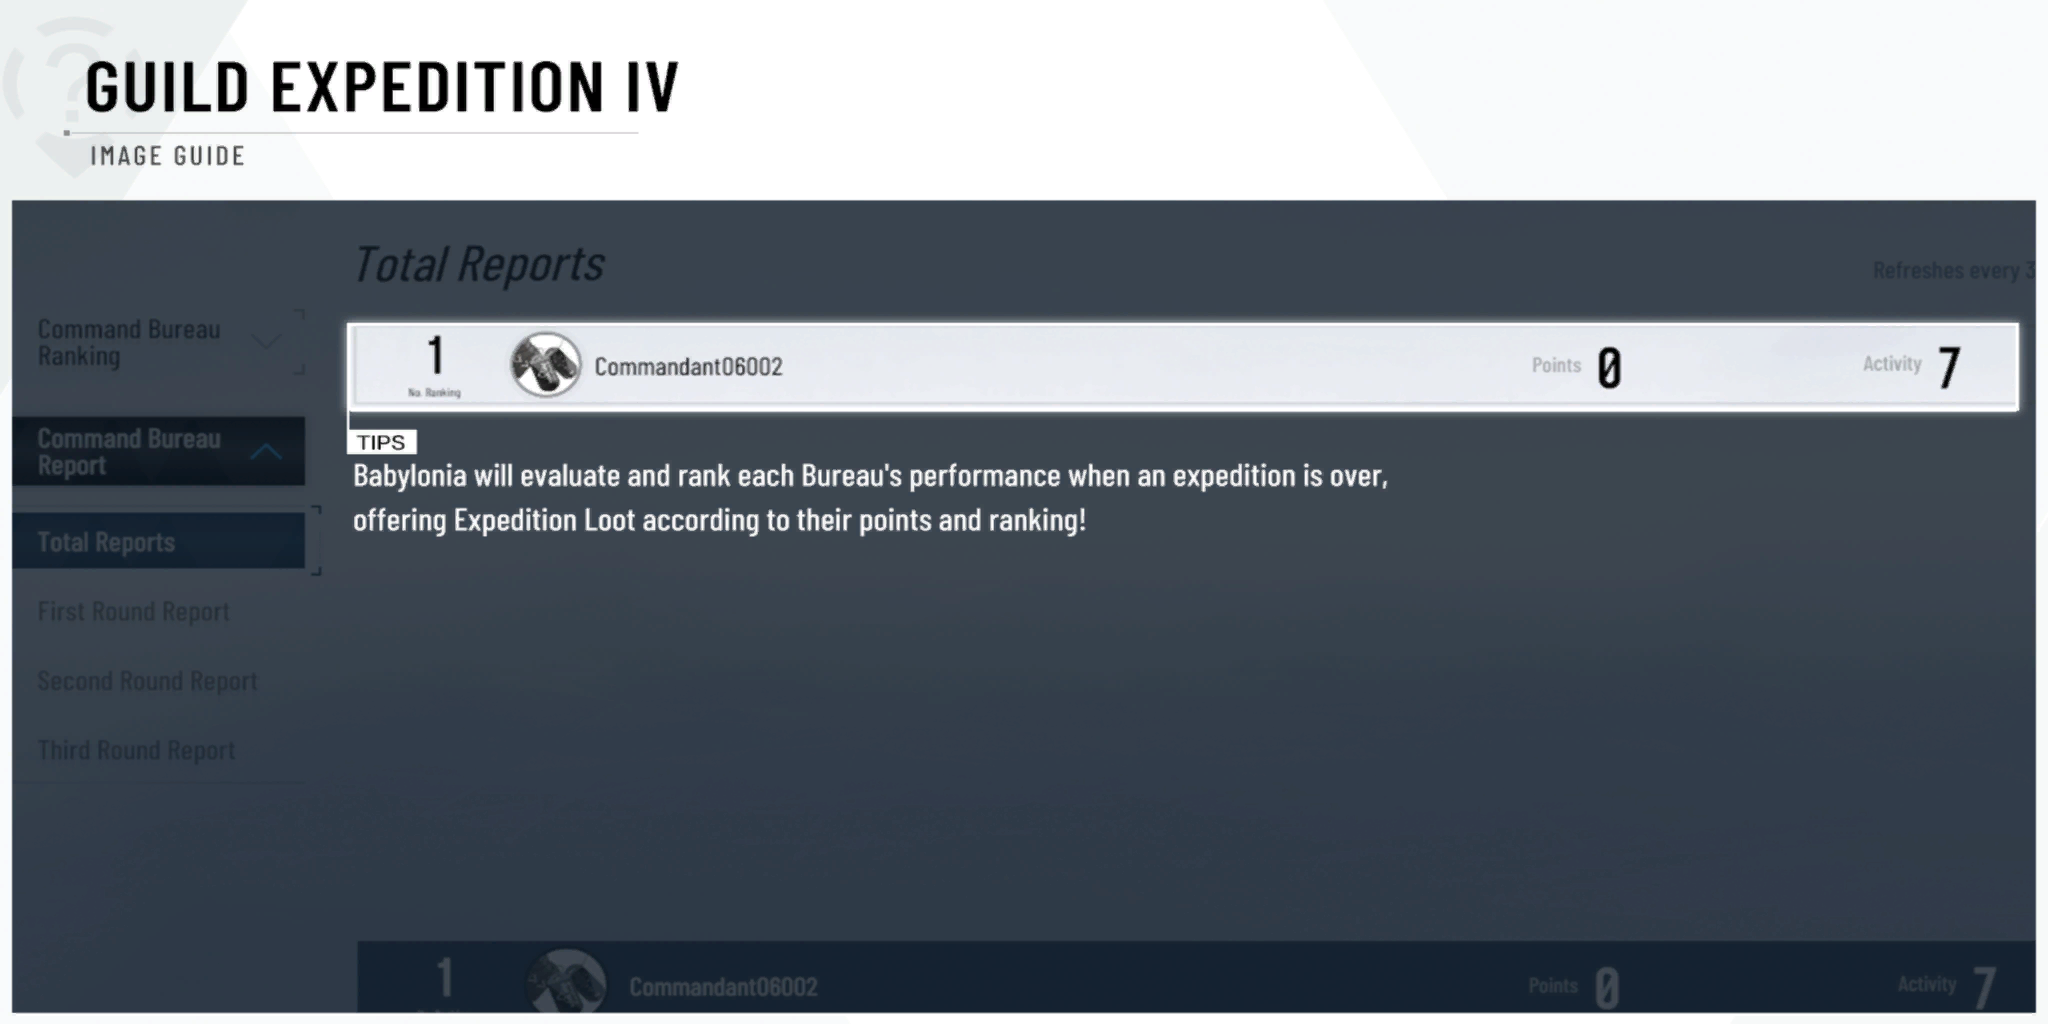 GUILD EXPEDITION IV
IMAGE GUIDE
Total Reports
Refreshes every 3
Command Bureau
Ranking
1
No. Ranking
Commandant06002
Points 0
Activity 7
Command Bureau
Report
TIPS
Babylonia will evaluate and rank each Bureau's performance when an expedition is over,
offering Expedition Loot according to their points and ranking!
Total Reports
First Round Report
Second Round Report
Third Round Report
1
Commandant06002
Points 0
Activity 7